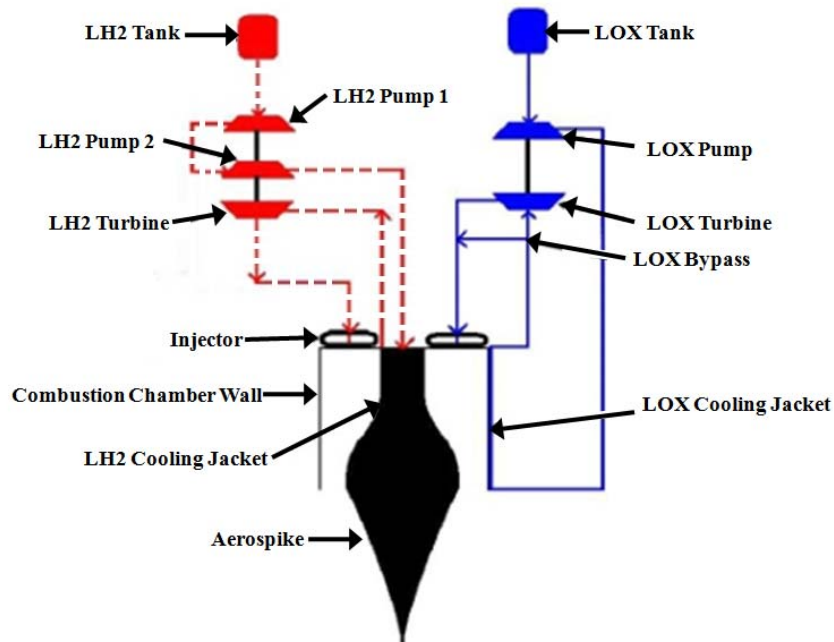 LH2 Tank
LOX Tank
LH2 Pump 1
LH2 Pump 2
LOX Pump
LH2 Turbine
LOX Turbine
LOX Bypass
Injector
Combustion Chamber Wall
LOX Cooling Jacket
LH2 Cooling Jacket
Aerospike